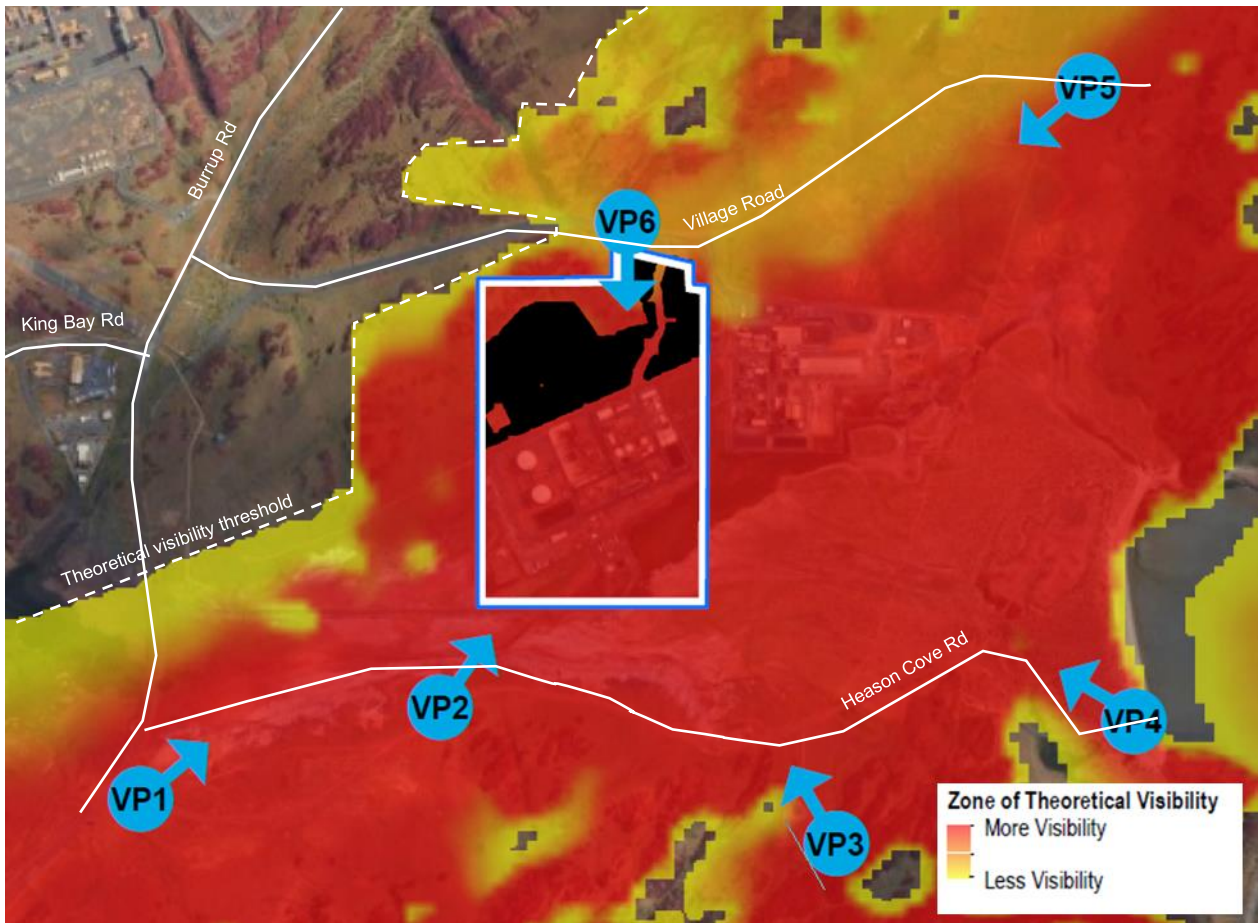 Burrup Rd
VP5
VP6
Village Road
King Bay Rd
Theoretical visibility threshold
Heason Cove Rd
VP2
VP4
VP1
VP3
Zone of Theoretical Visibility
More Visibility
Less Visibility